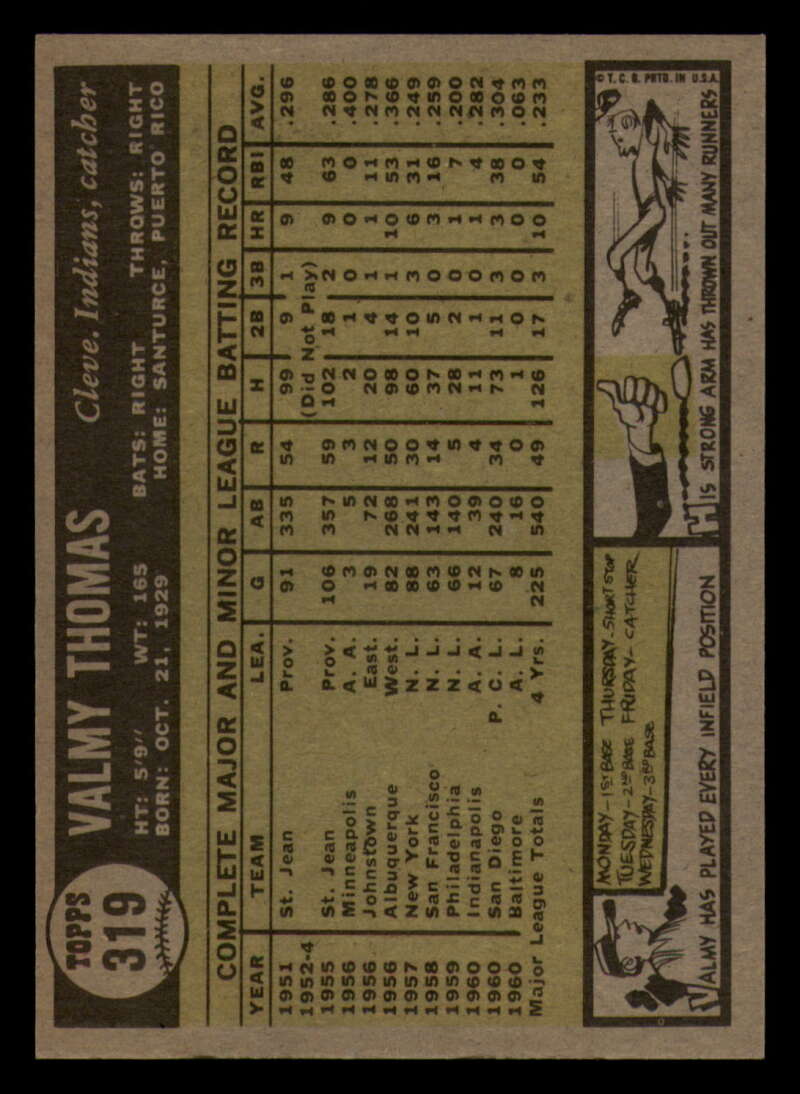 TOPPS
319
VALMY THOMAS
Cleve. Indians, catcher
HT: 5'9" WT: 165 BATS: RIGHT THROWS: RIGHT
BORN: OCT. 21, 1929 HOME: SANTURCE, PUERTO RICO
COMPLETE MAJOR AND MINOR LEAGUE BATTING RECORD
YEAR TEAM LEA. G AB R H 2B 3B HR RBI AVG.
1951 St. Jean Prov. 91 335 54 99 9 1 9 48 .296
1952-4 (Did Not Play)
1955 St. Jean Prov. 106 357 59 102 18 2 9 63 .286
1956 Minneapolis A. A. 3 5 3 2 1 0 0 0 .400
1956 Johnstown East. 19 72 12 20 4 1 1 11 .278
1956 Albuquerque West. 82 268 50 98 14 1 10 53 .366
1957 New York N. L. 88 241 30 60 10 3 6 31 .249
1958 San Francisco N. L. 63 143 14 37 5 0 3 16 .259
1959 Philadelphia N. L. 66 140 5 28 2 0 1 7 .200
1960 Indianapolis A. A. 12 39 4 11 1 0 1 4 .282
1960 San Diego P. C. L. 67 240 34 73 11 3 3 38 .304
1960 Baltimore A. L. 8 16 0 1 0 0 0 0 .063
Major League Totals 4 Yrs. 225 540 49 126 17 3 10 54 .233
MONDAY-1ST BASE THURSDAY-SHORT STOP
TUESDAY-2ND BASE FRIDAY-CATCHER
WEDNESDAY-3RD BASE
VALMY HAS PLAYED EVERY INFIELD POSITION
© T. C. G. PRTD. IN U.S.A.
HIS STRONG ARM HAS THROWN OUT MANY RUNNERS